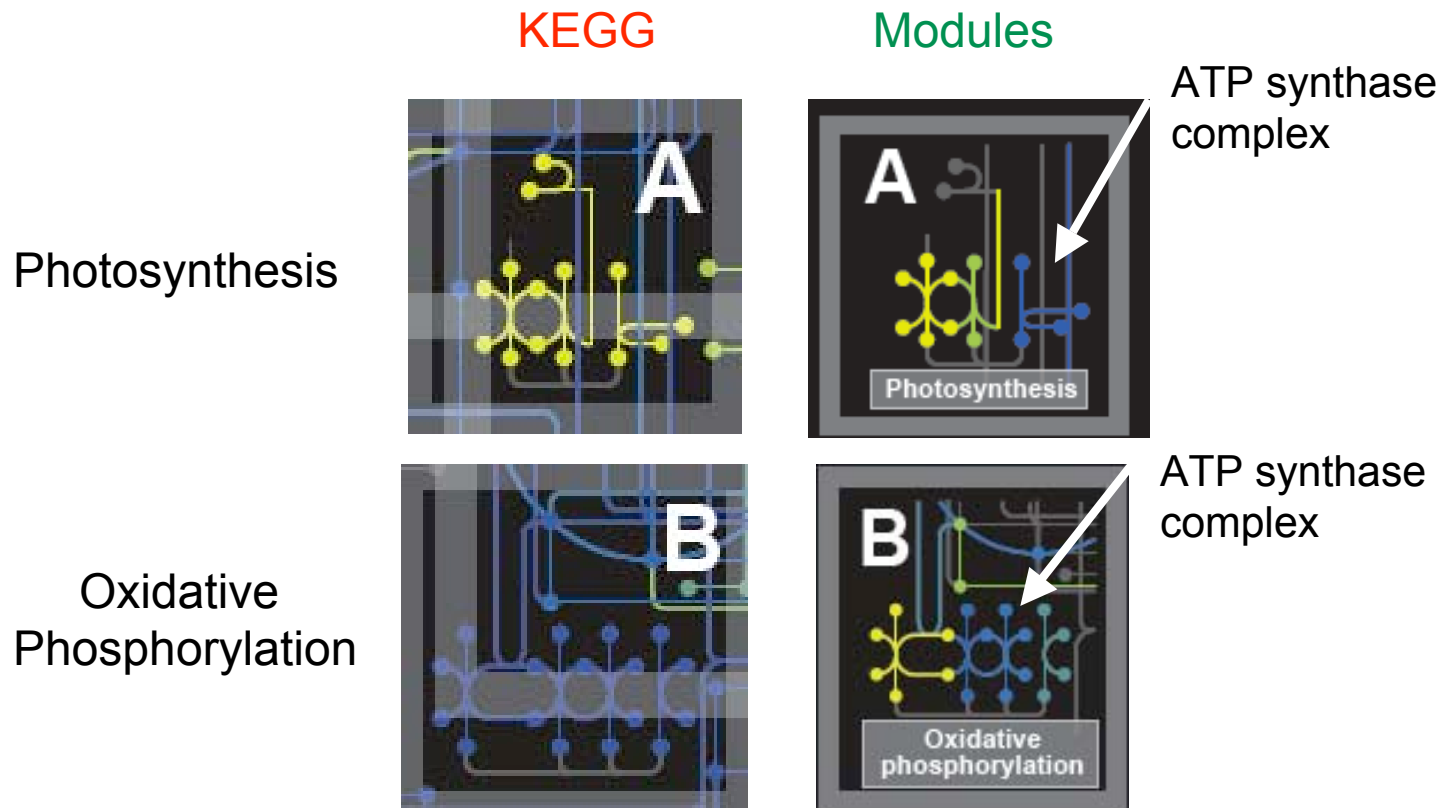 KEGG
Modules
ATP synthase
complex
Photosynthesis
A
A
Photosynthesis
ATP synthase
complex
Oxidative
Phosphorylation
B
B
Oxidative
phosphorylation